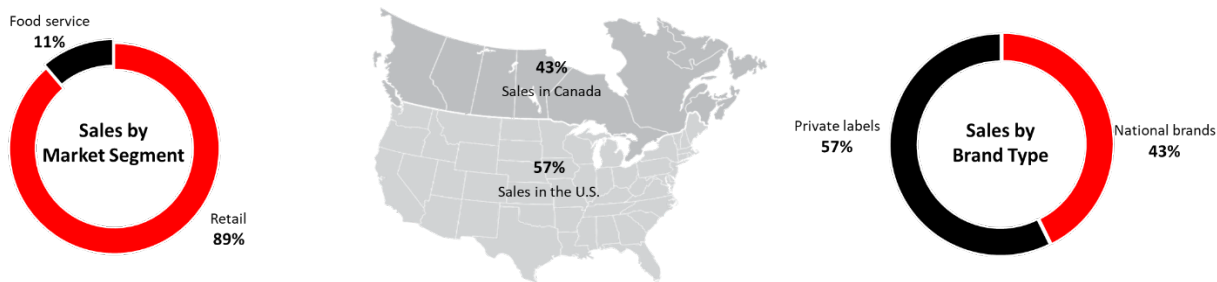 Food service
11%
Sales by
Market Segment
Retail
89%
43%
Sales in Canada
57%
Sales in the U.S.
Private labels
57%
Sales by
Brand Type
National brands
43%